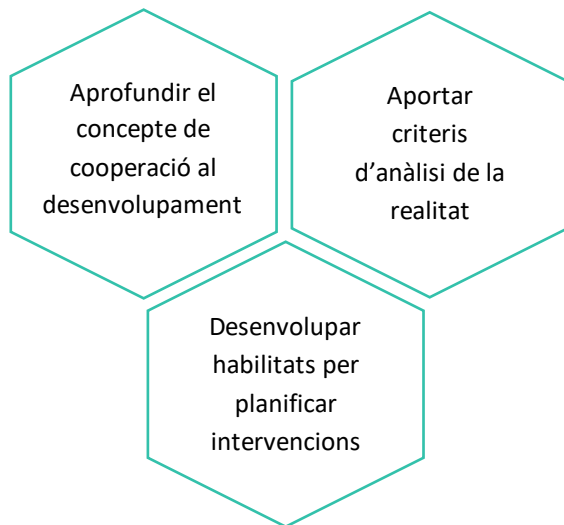 Aprofundir el
concepte de
cooperació al
desenvolupament
Aportar
criteris
d’anàlisi de la
realitat
Desenvolupar
habilitats per
planificar
intervencions